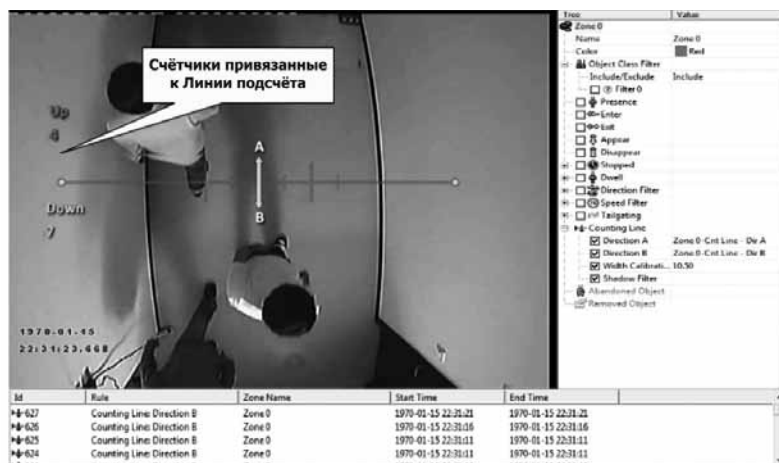 Счётчики привязанные
к Линии подсчёта
Up
4
A
B
Down
7
1970-01-15
22:31:23.668
Tree Value
Zone 0
Name Zone 0
Color Red
Object Class Filter
Include/Exclude Include
Filter 0
Presence
Enter
Exit
Appear
Disappear
Stopped
Dwell
Direction Filter
Speed Filter
Tailgating
Counting Line
Direction A Zone 0-Cnt Line - Dir A
Direction B Zone 0-Cnt Line - Dir B
Width Calibrati... 10.50
Shadow Filter
Abandoned Object
Removed Object
Id Rule Zone Name Start Time End Time
627 Counting Line: Direction B Zone 0 1970-01-15 22:31:21 1970-01-15 22:31:21
626 Counting Line: Direction B Zone 0 1970-01-15 22:31:16 1970-01-15 22:31:16
625 Counting Line: Direction B Zone 0 1970-01-15 22:31:11 1970-01-15 22:31:11
624 Counting Line: Direction B Zone 0 1970-01-15 22:31:11 1970-01-15 22:31:11